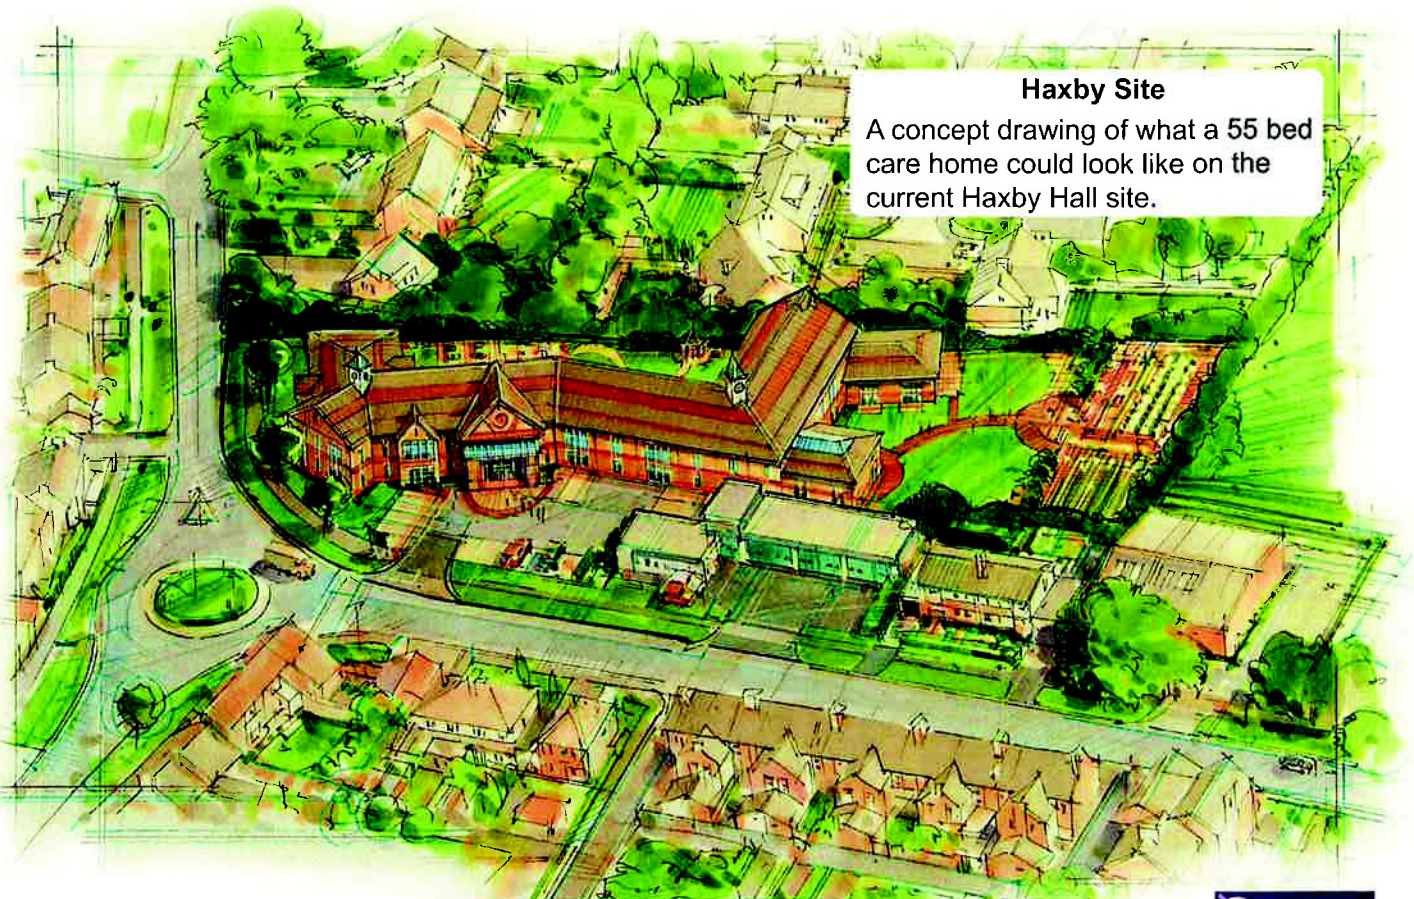 Haxby Site
A concept drawing of what a 55 bed
care home could look like on the
current Haxby Hall site.